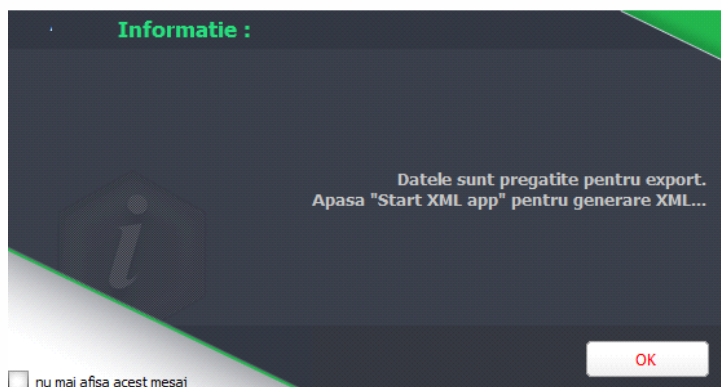 Informatie :
Datele sunt pregatite pentru export.
Apasa "Start XML app" pentru generare XML...
OK
nu mai afisa acest mesaj